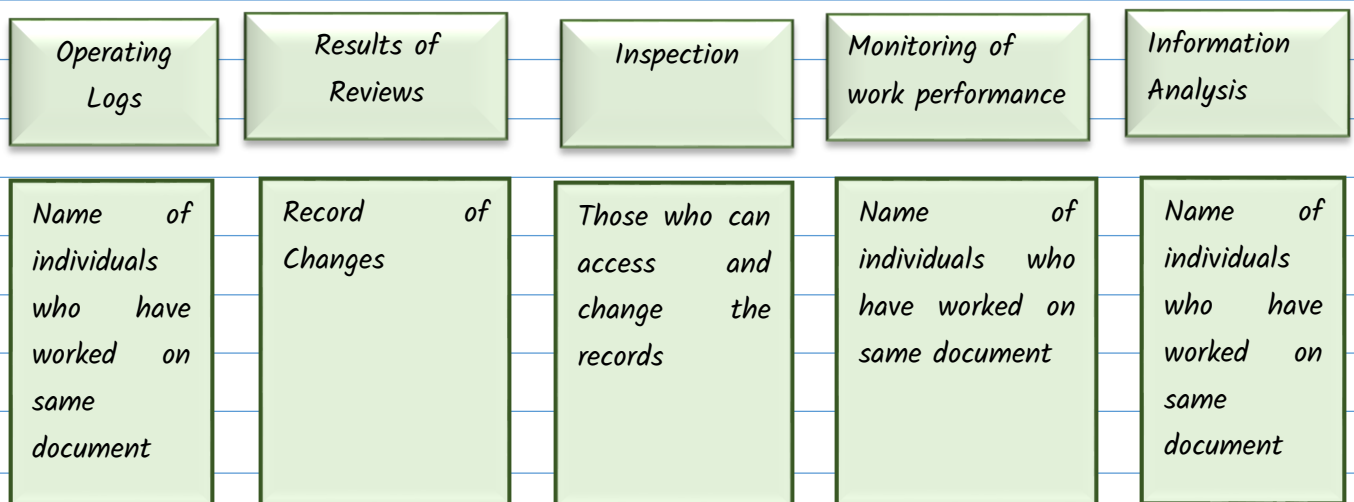 Operating
Logs
Results of
Reviews
Inspection
Monitoring of
work performance
Information
Analysis
Name of
individuals
who have
worked on
same
document
Record of
Changes
Those who can
access and
change the
records
Name of
individuals who
have worked on
same document
Name of
individuals
who have
worked on
same
document